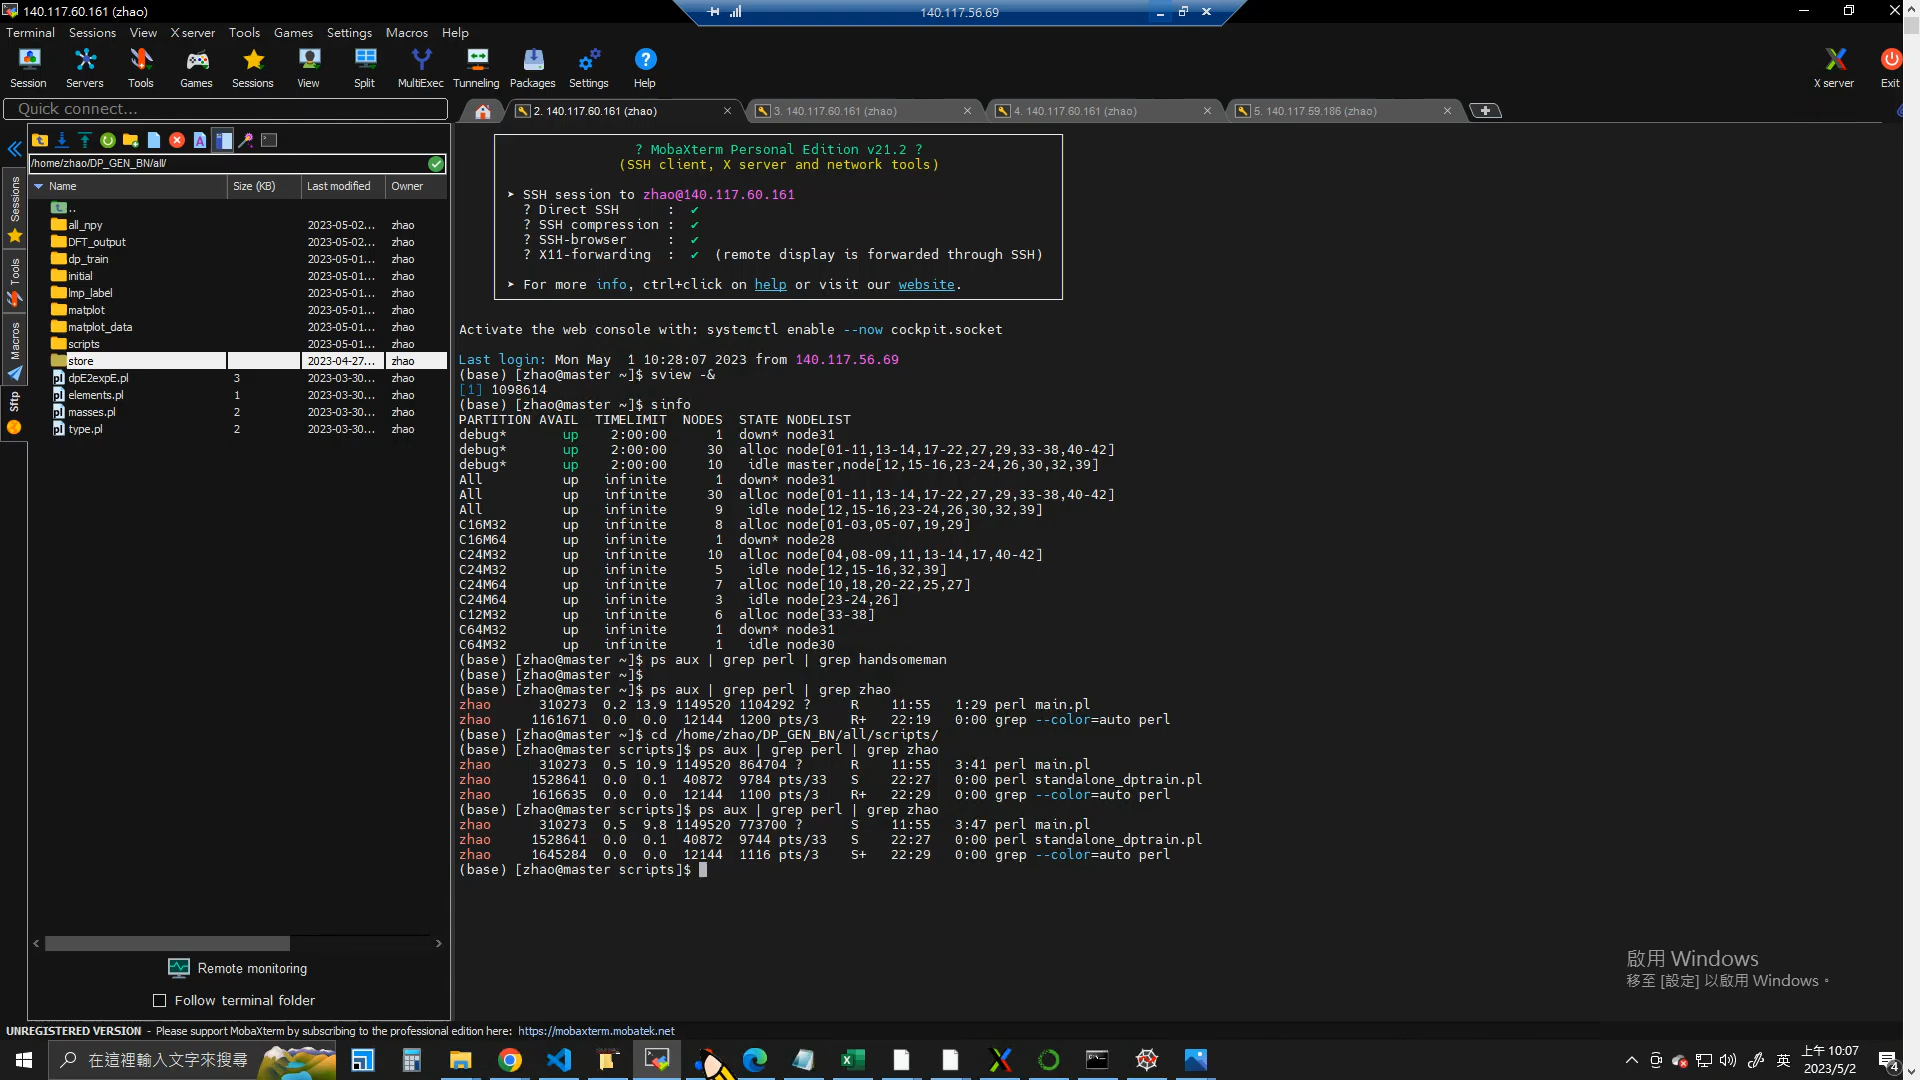 140.117.60.161 (zhao)
140.117.56.69
Terminal Sessions View X server Tools Games Settings Macros Help
Session Servers Tools Games Sessions View Split MultiExec Tunneling Packages Settings Help X server Exit
Quick connect...
2. 140.117.60.161 (zhao)
3. 140.117.60.161 (zhao)
4. 140.117.60.161 (zhao)
5. 140.117.59.186 (zhao)
/home/zhao/DP_GEN_BN/all/
Name Size (KB) Last modified Owner
..
all_npy 2023-05-02... zhao
DFT_output 2023-05-02... zhao
dp_train 2023-05-01... zhao
initial 2023-05-01... zhao
lmp_label 2023-05-01... zhao
matplot 2023-05-01... zhao
matplot_data 2023-05-01... zhao
scripts 2023-05-01... zhao
store 2023-04-27... zhao
dpE2expE.pl 3 2023-03-30... zhao
elements.pl 1 2023-03-30... zhao
masses.pl 2 2023-03-30... zhao
type.pl 2 2023-03-30... zhao
Sessions
Tools
Macros
Sftp
Remote monitoring
Follow terminal folder
? MobaXterm Personal Edition v21.2 ?
(SSH client, X server and network tools)
➤ SSH session to zhao@140.117.60.161
? Direct SSH : ✔
? SSH compression : ✔
? SSH-browser : ✔
? X11-forwarding : ✔ (remote display is forwarded through SSH)
➤ For more info, ctrl+click on help or visit our website.
Activate the web console with: systemctl enable --now cockpit.socket
Last login: Mon May  1 10:28:07 2023 from 140.117.56.69
(base) [zhao@master ~]$ sview -&
[1] 1098614
(base) [zhao@master ~]$ sinfo
PARTITION AVAIL  TIMELIMIT  NODES  STATE NODELIST
debug*       up    2:00:00      1  down* node31
debug*       up    2:00:00     30  alloc node[01-11,13-14,17-22,27,29,33-38,40-42]
debug*       up    2:00:00     10   idle master,node[12,15-16,23-24,26,30,32,39]
All          up   infinite      1  down* node31
All          up   infinite     30  alloc node[01-11,13-14,17-22,27,29,33-38,40-42]
All          up   infinite      9   idle node[12,15-16,23-24,26,30,32,39]
C16M32       up   infinite      8  alloc node[01-03,05-07,19,29]
C16M64       up   infinite      1  down* node28
C24M32       up   infinite     10  alloc node[04,08-09,11,13-14,17,40-42]
C24M32       up   infinite      5   idle node[12,15-16,32,39]
C24M64       up   infinite      7  alloc node[10,18,20-22,25,27]
C24M64       up   infinite      3   idle node[23-24,26]
C12M32       up   infinite      6  alloc node[33-38]
C64M32       up   infinite      1  down* node31
C64M32       up   infinite      1   idle node30
(base) [zhao@master ~]$ ps aux | grep perl | grep handsomeman
(base) [zhao@master ~]$
(base) [zhao@master ~]$ ps aux | grep perl | grep zhao
zhao      310273  0.2 13.9 1149520 1104292 ?     R    11:55   1:29 perl main.pl
zhao     1161671  0.0  0.0  12144  1200 pts/3    R+   22:19   0:00 grep --color=auto perl
(base) [zhao@master ~]$ cd /home/zhao/DP_GEN_BN/all/scripts/
(base) [zhao@master scripts]$ ps aux | grep perl | grep zhao
zhao      310273  0.5 10.9 1149520 864704 ?      R    11:55   3:41 perl main.pl
zhao     1528641  0.0  0.1  40872  9784 pts/33   S    22:27   0:00 perl standalone_dptrain.pl
zhao     1616635  0.0  0.0  12144  1100 pts/3    R+   22:29   0:00 grep --color=auto perl
(base) [zhao@master scripts]$ ps aux | grep perl | grep zhao
zhao      310273  0.5  9.8 1149520 773700 ?      S    11:55   3:47 perl main.pl
zhao     1528641  0.0  0.1  40872  9744 pts/33   S    22:27   0:00 perl standalone_dptrain.pl
zhao     1645284  0.0  0.0  12144  1116 pts/3    S+   22:29   0:00 grep --color=auto perl
(base) [zhao@master scripts]$
啟用 Windows
移至 [設定] 以啟用 Windows。
UNREGISTERED VERSION - Please support MobaXterm by subscribing to the professional edition here: https://mobaxterm.mobatek.net
在這裡輸入文字來搜尋
英
上午 10:07
2023/5/2
4